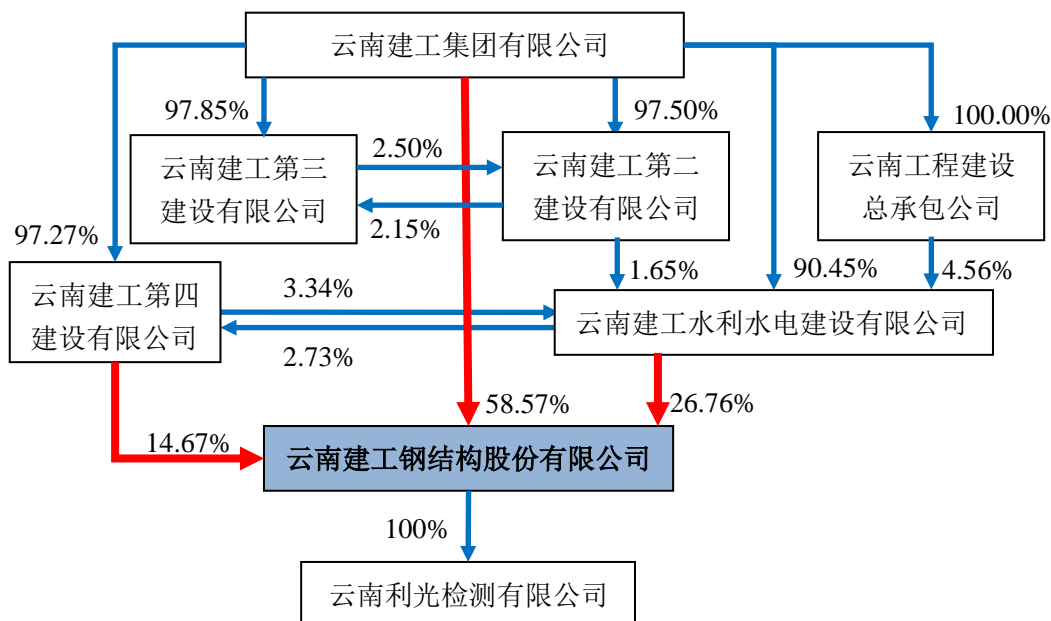 云南建工集团有限公司
97.85%
97.50%
100.00%
云南建工第三
建设有限公司
2.50%
2.15%
云南建工第二
建设有限公司
云南工程建设
总承包公司
97.27%
1.65%
90.45%
4.56%
云南建工第四
建设有限公司
3.34%
2.73%
云南建工水利水电建设有限公司
14.67%
58.57%
26.76%
云南建工钢结构股份有限公司
100%
云南利光检测有限公司